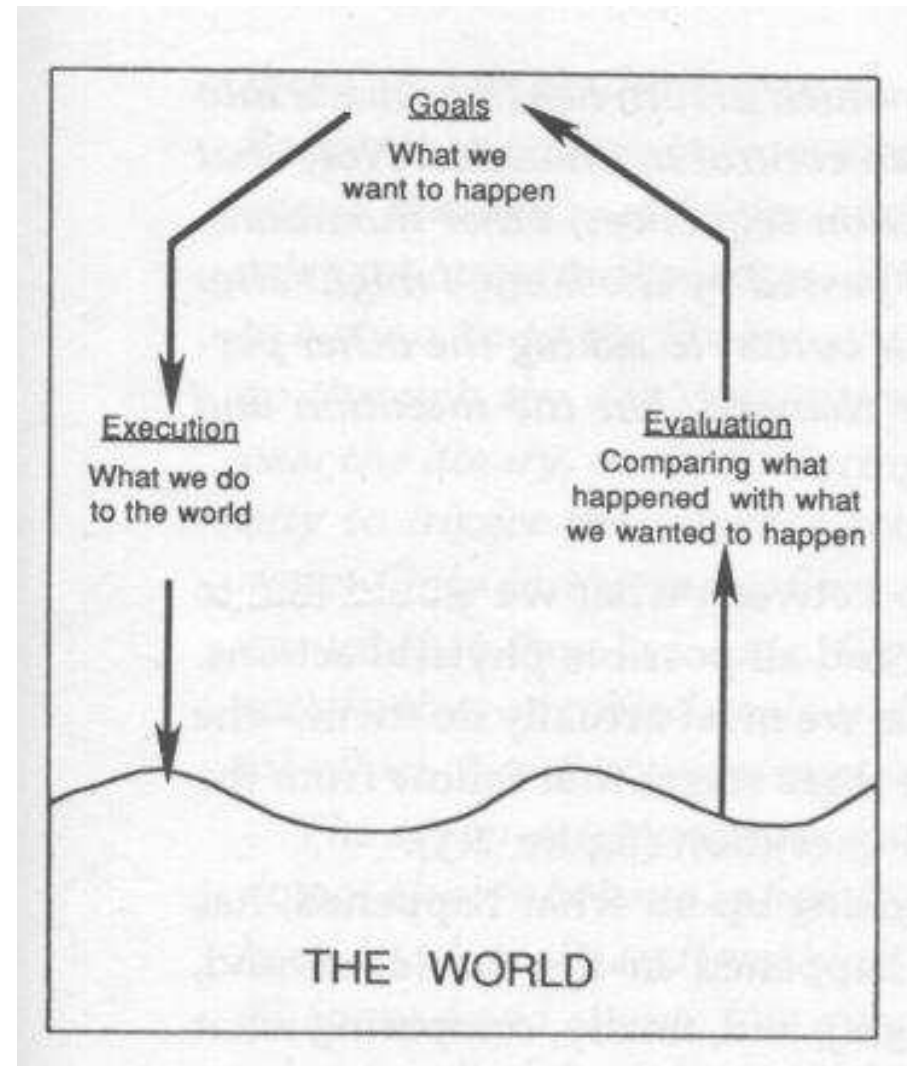 Goals
What we
want to happen
Execution
What we do
to the world
Evaluation
Comparing what
happened with what
we wanted to happen
THE WORLD